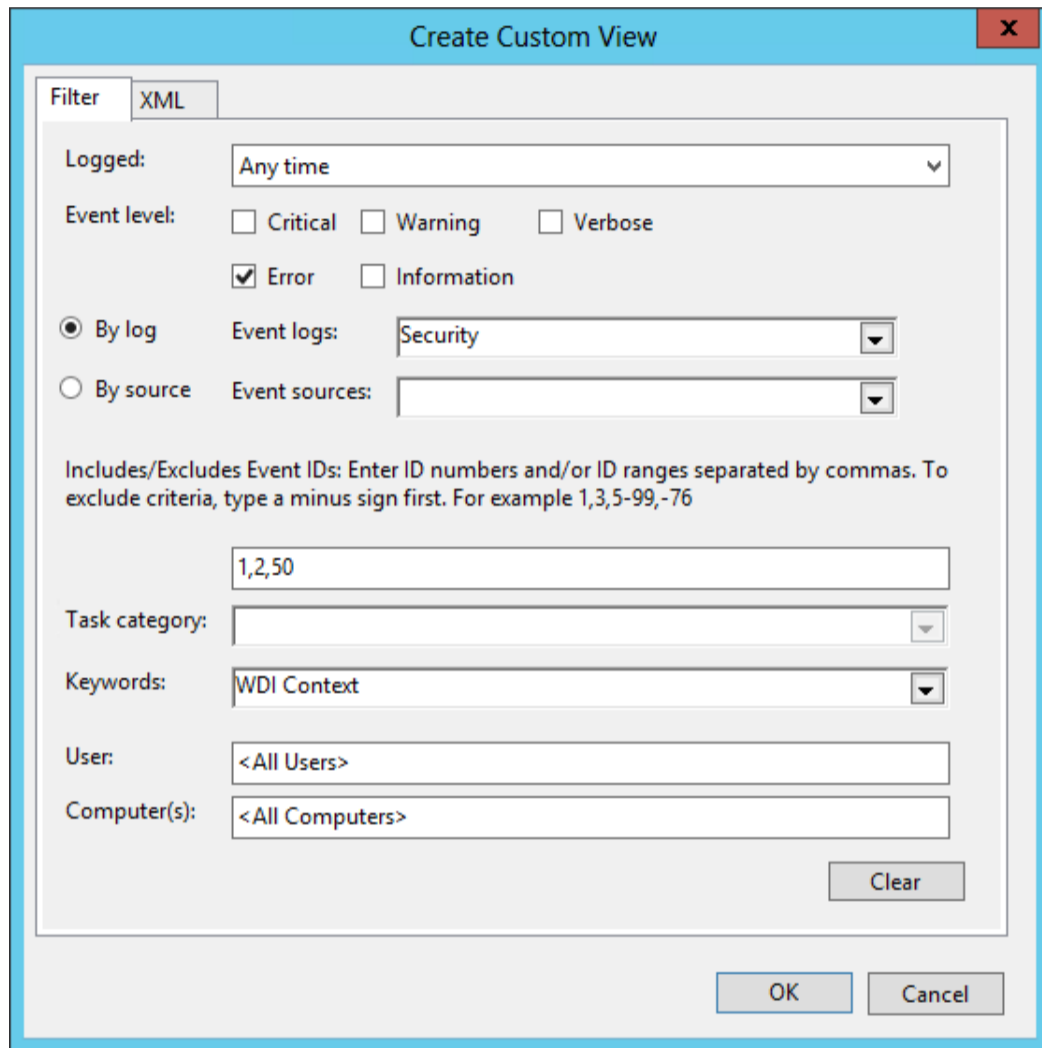 Create Custom View
x
Filter
XML
Logged:
Any time
Event level:
Critical
Warning
Verbose
Error
Information
By log
Event logs:
Security
By source
Event sources:
Includes/Excludes Event IDs: Enter ID numbers and/or ID ranges separated by commas. To
exclude criteria, type a minus sign first. For example 1,3,5-99,-76
1,2,50
Task category:
Keywords:
WDI Context
User:
<All Users>
Computer(s):
<All Computers>
Clear
OK
Cancel